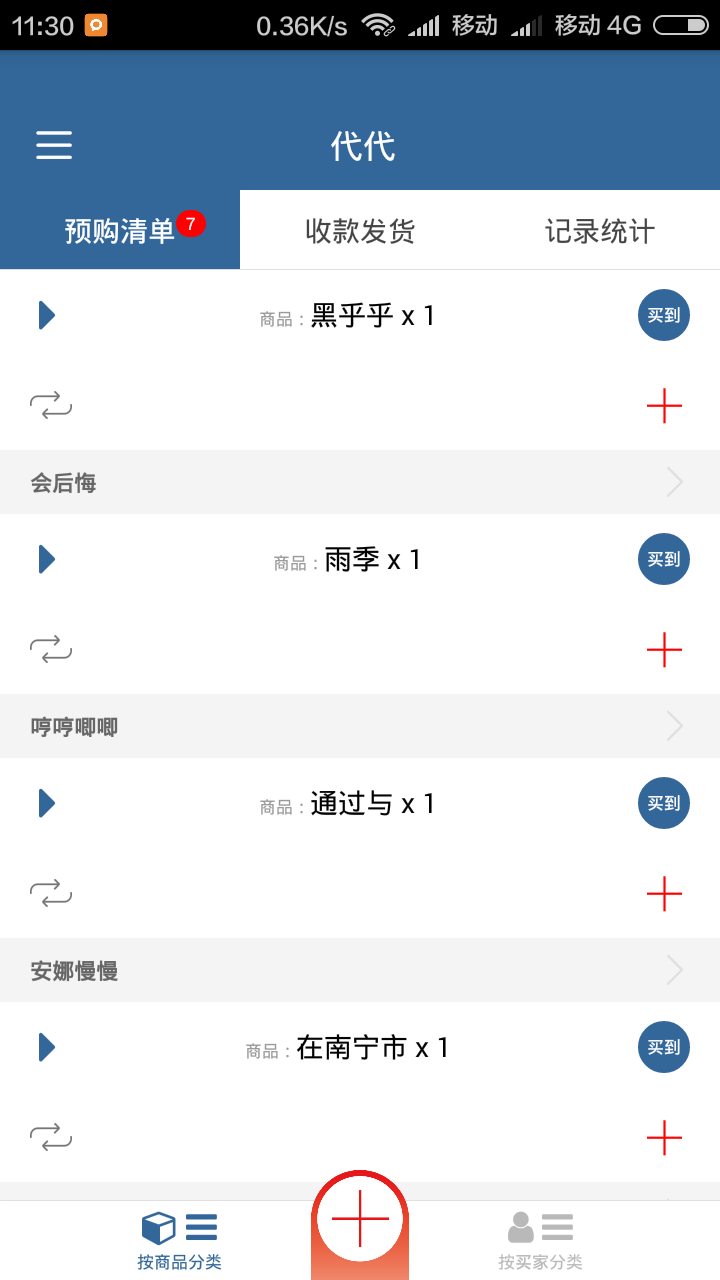 11:30 0.36K/s 移动 移动 4G
代代
预购清单 7 收款发货 记录统计
商品 : 黑乎乎 x 1 买到
会后悔
商品 : 雨季 x 1 买到
哼哼唧唧
商品 : 通过与 x 1 买到
安娜慢慢
商品 : 在南宁市 x 1 买到
按商品分类 按买家分类